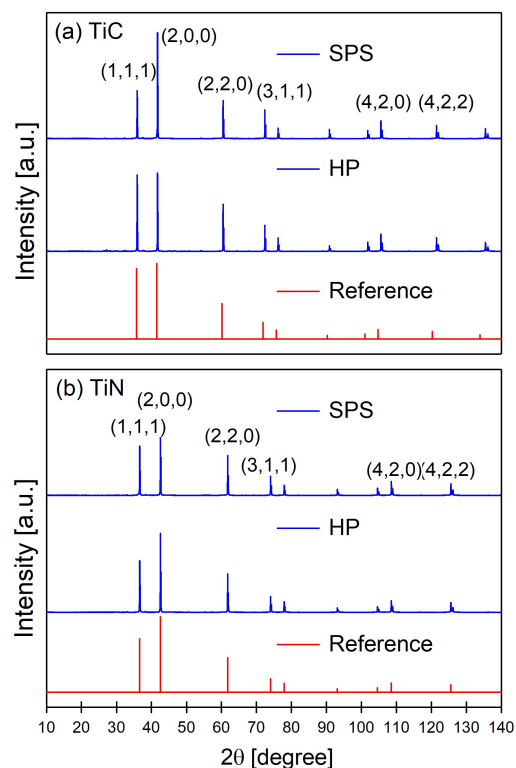 (a) TiC
(2,0,0)
SPS
(1,1,1)
(2,2,0)
(3,1,1)
(4,2,0)
(4,2,2)
HP
Reference
Intensity [a.u.]
(b) TiN
(2,0,0)
SPS
(1,1,1)
(2,2,0)
(3,1,1)
(4,2,0)
(4,2,2)
HP
Reference
Intensity [a.u.]
10 20 30 40 50 60 70 80 90 100 110 120 130 140
2θ [degree]